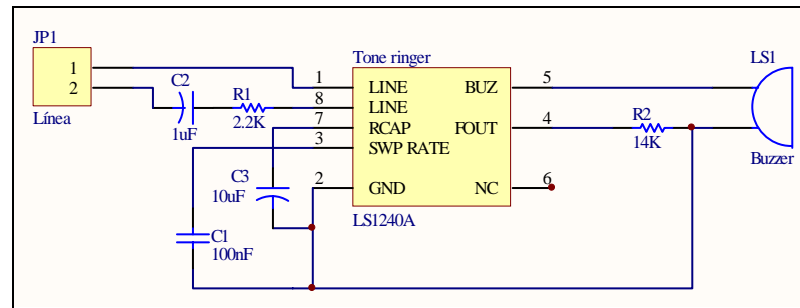 JP1
1
2
Línea
C2
1uF
R1
2.2K
Tone ringer
1 LINE BUZ 5
8 LINE
7 RCAP FOUT 4
3 SWP RATE
2 GND NC 6
LS1240A
C3
10uF
C1
100nF
R2
14K
LS1
Buzzer